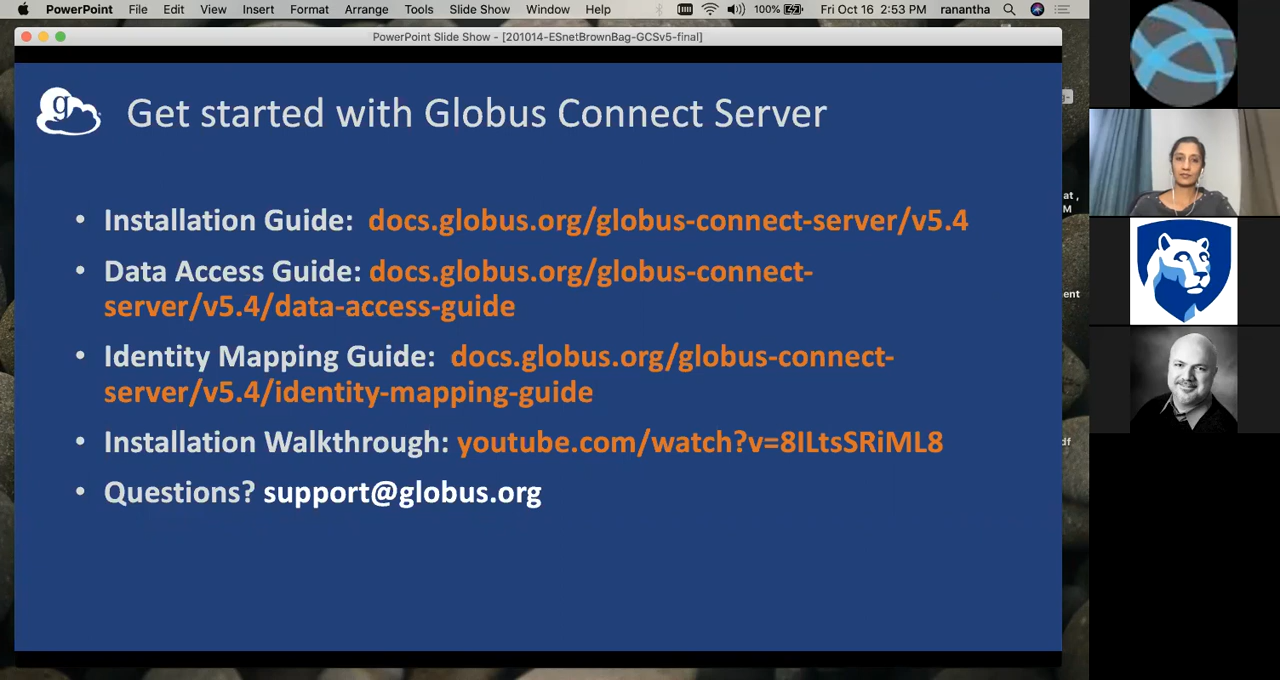 PowerPoint File Edit View Insert Format Arrange Tools Slide Show Window Help 100% Fri Oct 16 2:53 PM ranantha
PowerPoint Slide Show - [201014-ESnetBrownBag-GCSv5-final]
g
Get started with Globus Connect Server
• Installation Guide: docs.globus.org/globus-connect-server/v5.4
• Data Access Guide: docs.globus.org/globus-connect-
server/v5.4/data-access-guide
• Identity Mapping Guide: docs.globus.org/globus-connect-
server/v5.4/identity-mapping-guide
• Installation Walkthrough: youtube.com/watch?v=8ILtsSRiML8
• Questions? support@globus.org